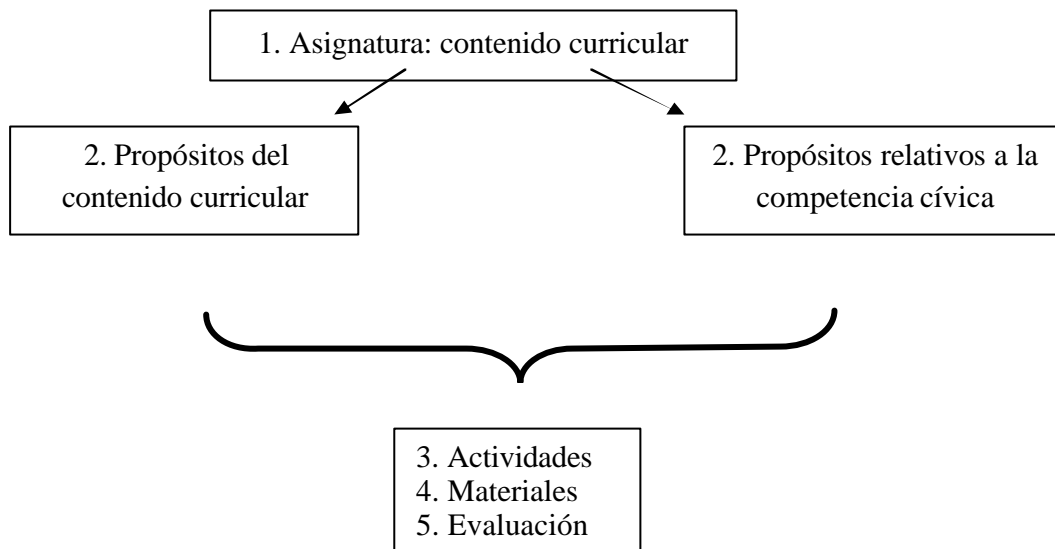 1. Asignatura: contenido curricular
2. Propósitos del
contenido curricular
2. Propósitos relativos a la
competencia cívica
3. Actividades
4. Materiales
5. Evaluación